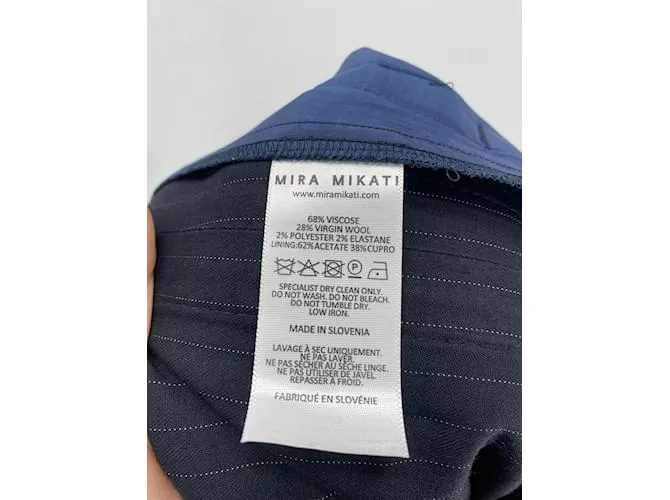 MIRA MIKATI
www.miramikati.com
68% VISCOSE
28% VIRGIN WOOL
2% POLYESTER 2% ELASTANE
LINING:62%ACETATE 38%CUPRO
P
SPECIALIST DRY CLEAN ONLY.
DO NOT WASH. DO NOT BLEACH.
DO NOT TUMBLE DRY.
LOW IRON.
MADE IN SLOVENIA
LAVAGE À SEC UNIQUEMENT.
NE PAS LAVER.
NE PAS SÉCHER AU SÈCHE LINGE.
NE PAS UTILISER DE JAVEL.
REPASSER À FROID.
FABRIQUÉ EN SLOVÉNIE